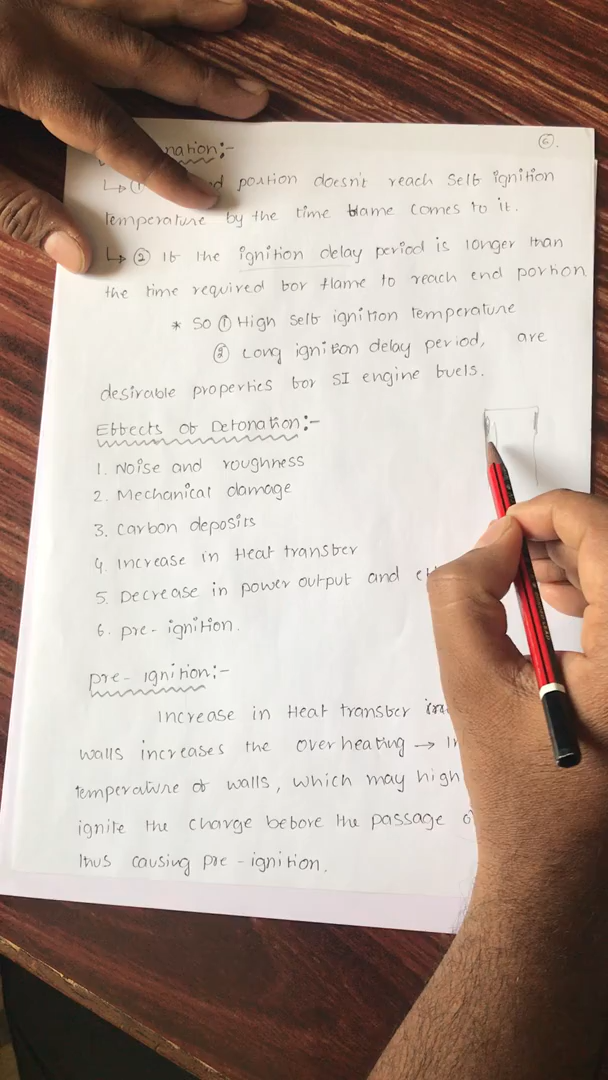 6.
nation:-
↳ ① d portion doesn't reach Self ignition
temperature by the time flame comes to it.
↳ ② If the ignition delay period is longer than
the time required for flame to reach end portion
* SO ① High Self ignition temperature
② Long ignition delay period, are
desirable properties for SI engine fuels.
Effects of Detonation:-
1. Noise and roughness
2. Mechanical damage
3. Carbon deposits
4. Increase in Heat transfer
5. Decrease in power output and
6. pre-ignition.
pre-ignition:-
Increase in Heat transfer
walls increases the overheating →
temperature of walls, which may high
ignite the charge before the passage
thus causing pre-ignition.